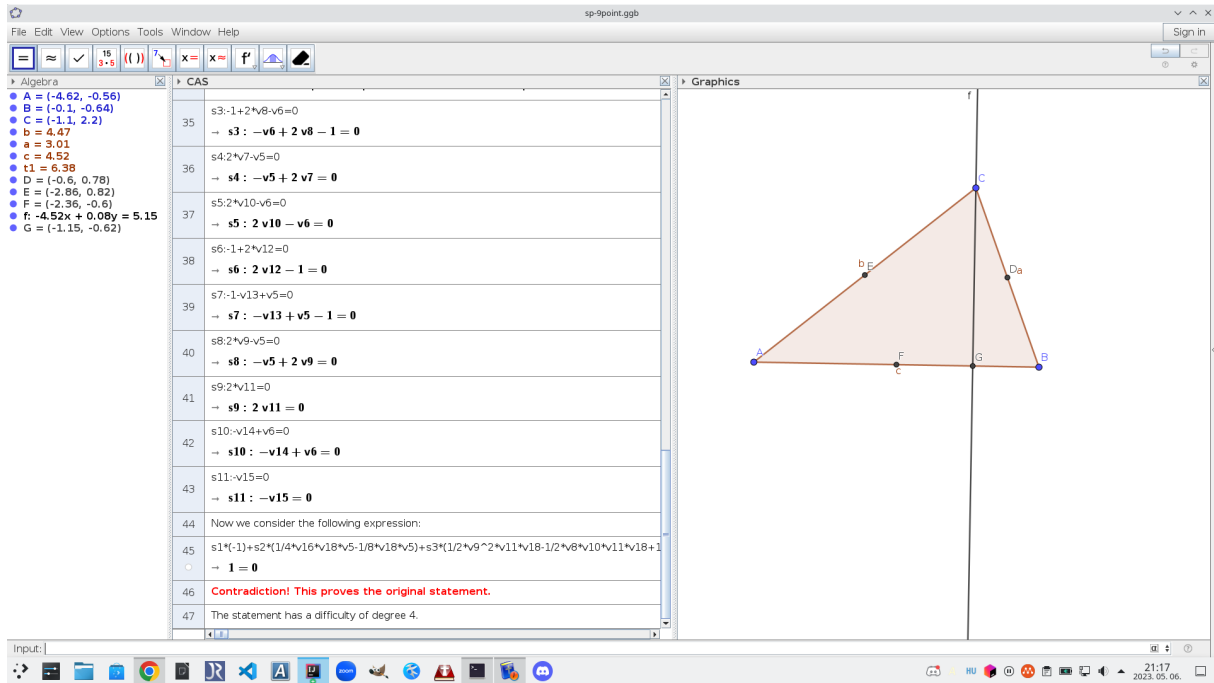 sp-9point.ggb
File Edit View Options Tools Window Help
Sign in
= ≈ ✓ 15 3·5 (( )) 7 x= x≈ f'
Algebra
CAS
Graphics
A = (-4.62, -0.56)
B = (-0.1, -0.64)
C = (-1.1, 2.2)
b = 4.47
a = 3.01
c = 4.52
t1 = 6.38
D = (-0.6, 0.78)
E = (-2.86, 0.82)
F = (-2.36, -0.6)
f: -4.52x + 0.08y = 5.15
G = (-1.15, -0.62)
35
s3:-1+2*v8-v6=0
→ s3 : −v6 + 2 v8 − 1 = 0
36
s4:2*v7-v5=0
→ s4 : −v5 + 2 v7 = 0
37
s5:2*v10-v6=0
→ s5 : 2 v10 − v6 = 0
38
s6:-1+2*v12=0
→ s6 : 2 v12 − 1 = 0
39
s7:-1-v13+v5=0
→ s7 : −v13 + v5 − 1 = 0
40
s8:2*v9-v5=0
→ s8 : −v5 + 2 v9 = 0
41
s9:2*v11=0
→ s9 : 2 v11 = 0
42
s10:-v14+v6=0
→ s10 : −v14 + v6 = 0
43
s11:-v15=0
→ s11 : −v15 = 0
44 Now we consider the following expression:
45
s1*(-1)+s2*(1/4*v16*v18*v5-1/8*v18*v5)+s3*(1/2*v9^2*v11*v18-1/2*v8*v10*v11*v18+1
→ 1 = 0
46 Contradiction! This proves the original statement.
47 The statement has a difficulty of degree 4.
f
C
b E
D a
A
F
c
G
B
Input:
α
zoom
HU
21:17
2023. 05. 06.